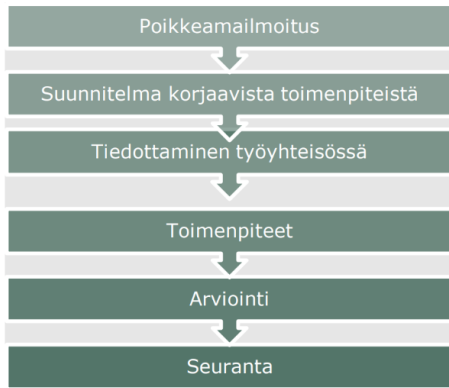 Poikkeamailmoitus
Suunnitelma korjaavista toimenpiteistä
Tiedottaminen työyhteisössä
Toimenpiteet
Arviointi
Seuranta